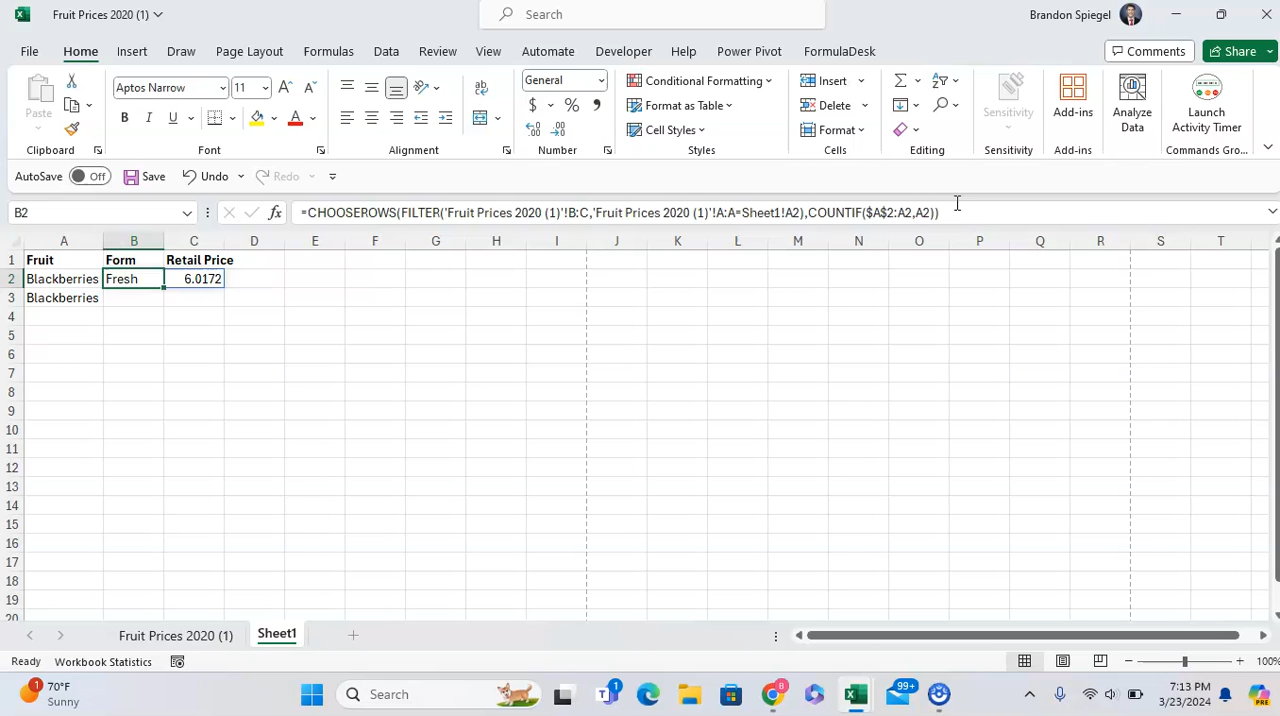 Fruit Prices 2020 (1)
Search
Brandon Spiegel
File Home Insert Draw Page Layout Formulas Data Review View Automate Developer Help Power Pivot FormulaDesk
Comments Share
Paste
Clipboard
Aptos Narrow 11
B I U
Font
Alignment
General
$ % ,
Number
Conditional Formatting
Format as Table
Cell Styles
Styles
Insert
Delete
Format
Cells
Editing
Sensitivity
Sensitivity
Add-ins
Add-ins
Analyze Data
Launch Activity Timer
Commands Gro...
AutoSave Off Save Undo Redo
B2
fx =CHOOSEROWS(FILTER('Fruit Prices 2020 (1)'!B:C,'Fruit Prices 2020 (1)'!A:A=Sheet1!A2),COUNTIF($A$2:A2,A2))
A B C D E F G H I J K L M N O P Q R S T
1 Fruit Form Retail Price
2 Blackberries Fresh 6.0172
3 Blackberries
4
5
6
7
8
9
10
11
12
13
14
15
16
17
18
19
20
Fruit Prices 2020 (1) Sheet1
Ready Workbook Statistics 100%
1 70°F
Sunny
Search
1
8
99+
PRE
7:13 PM
3/23/2024